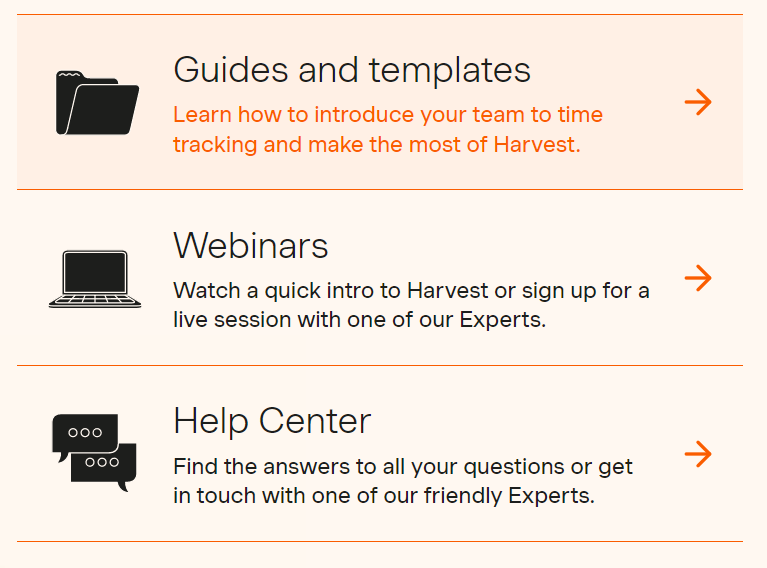 Guides and templates
Learn how to introduce your team to time
tracking and make the most of Harvest.
Webinars
Watch a quick intro to Harvest or sign up for a
live session with one of our Experts.
Help Center
Find the answers to all your questions or get
in touch with one of our friendly Experts.